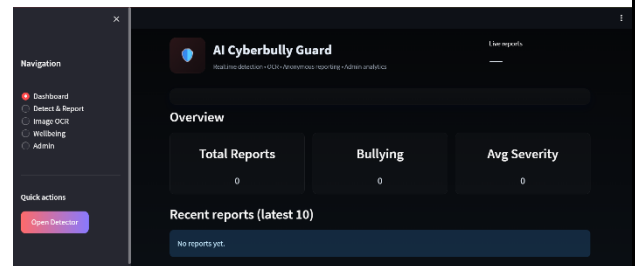 Navigation
Dashboard
Detect & Report
Image OCR
Wellbeing
Admin
Quick actions
Open Detector
AI Cyberbully Guard
Real-time detection • OCR • Anonymous reporting • Admin analytics
Live reports
—
Overview
Total Reports
0
Bullying
0
Avg Severity
0
Recent reports (latest 10)
No reports yet.